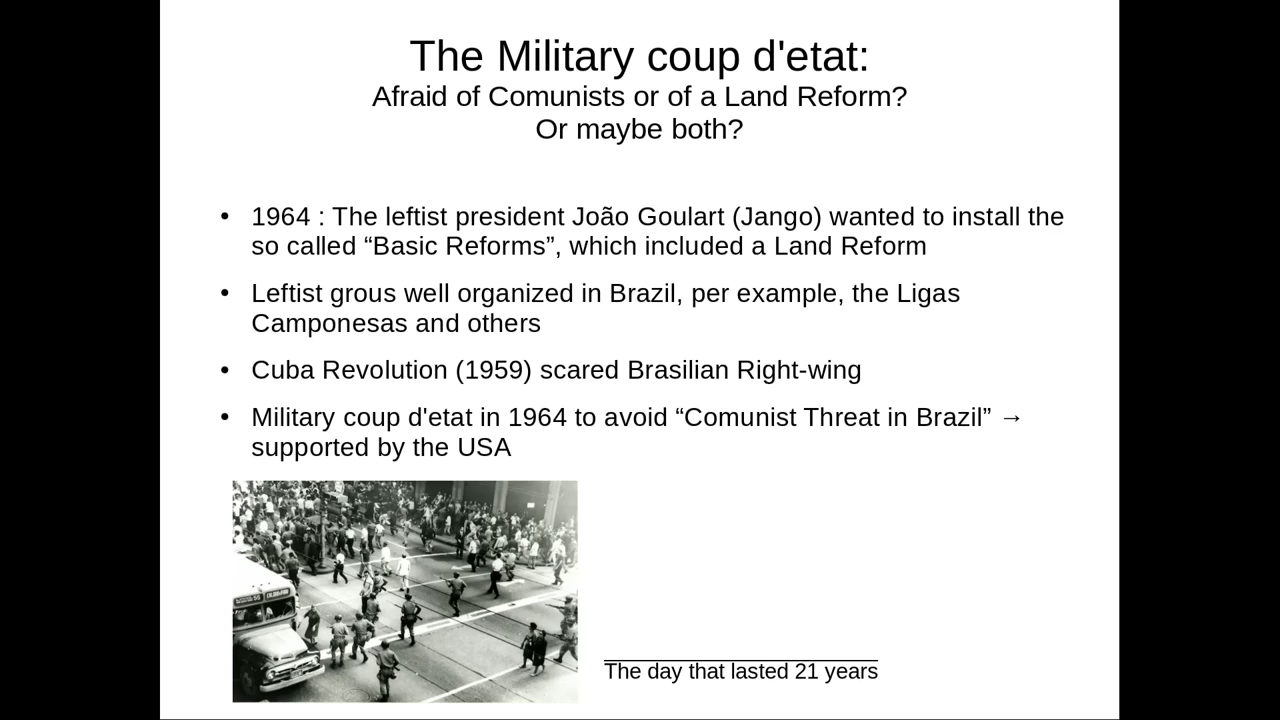 The Military coup d'etat:
Afraid of Comunists or of a Land Reform?
Or maybe both?
• 1964 : The leftist president João Goulart (Jango) wanted to install the
so called “Basic Reforms”, which included a Land Reform
• Leftist grous well organized in Brazil, per example, the Ligas
Camponesas and others
• Cuba Revolution (1959) scared Brasilian Right-wing
• Military coup d'etat in 1964 to avoid “Comunist Threat in Brazil” →
supported by the USA
The day that lasted 21 years